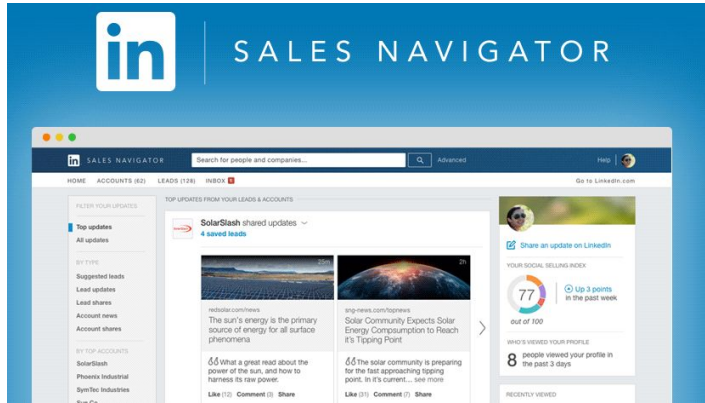 in SALES NAVIGATOR
in SALES NAVIGATOR Search for people and companies... Advanced Help
HOME ACCOUNTS (62) LEADS (128) INBOX Go to LinkedIn.com
FILTER YOUR UPDATES
Top updates
All updates
BY TYPE
Suggested leads
Lead updates
Lead shares
Account news
Account shares
BY TOP ACCOUNTS
SolarSlash
Phoenix Industrial
SymTec Industries
Sun Co
TOP UPDATES FROM YOUR LEADS & ACCOUNTS
SolarSlash shared updates
4 saved leads
25m
redsolar.com/news
The sun's energy is the primary
source of energy for all surface
phenomena
What a great read about the
power of the sun, and how to
harness its raw power.
Like (12) Comment (3) Share
2h
sng-news.com/topnews
Solar Community Expects Solar
Energy Compsumption to Reach
it's Tipping Point
The solar community is preparing
for the fast approaching tipping
point. In it's current... see more
Like (31) Comment (7) Share
Share an update on LinkedIn
YOUR SOCIAL SELLING INDEX
77
out of 100
Up 3 points
in the past week
WHO'S VIEWED YOUR PROFILE
8 people viewed your profile in
the past 3 days
RECENTLY VIEWED